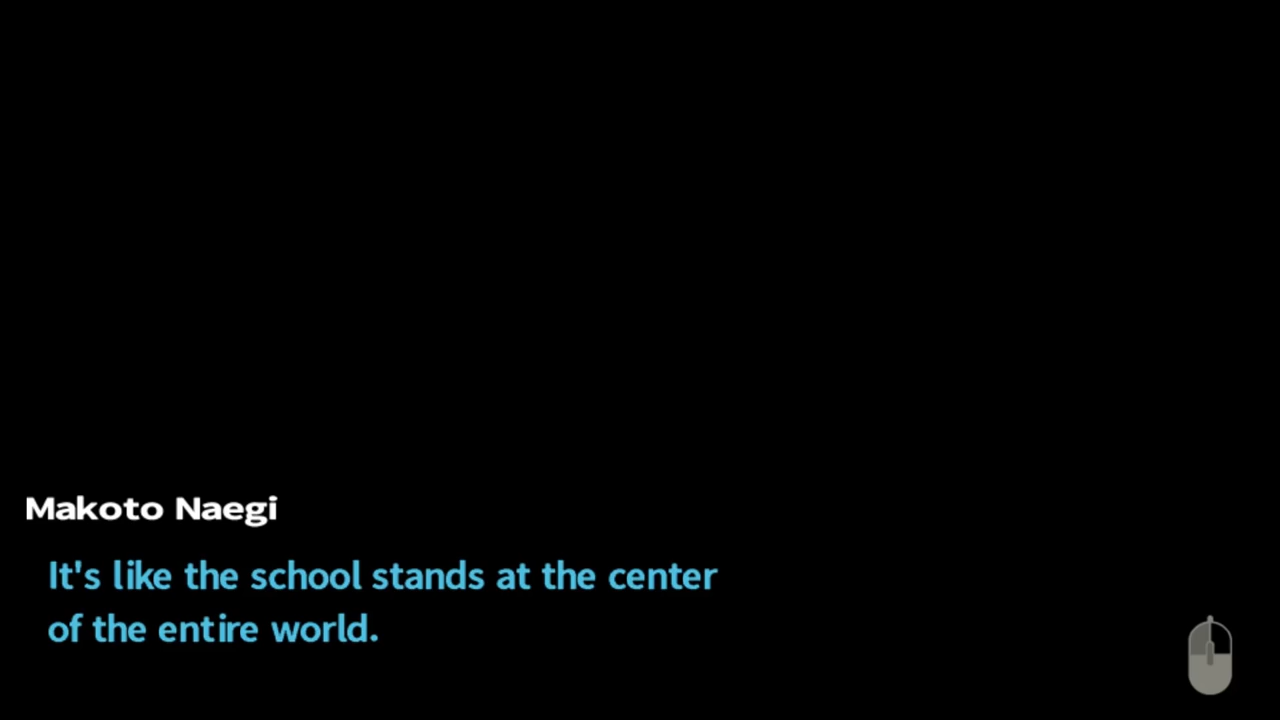 Makoto Naegi
It's like the school stands at the center
of the entire world.